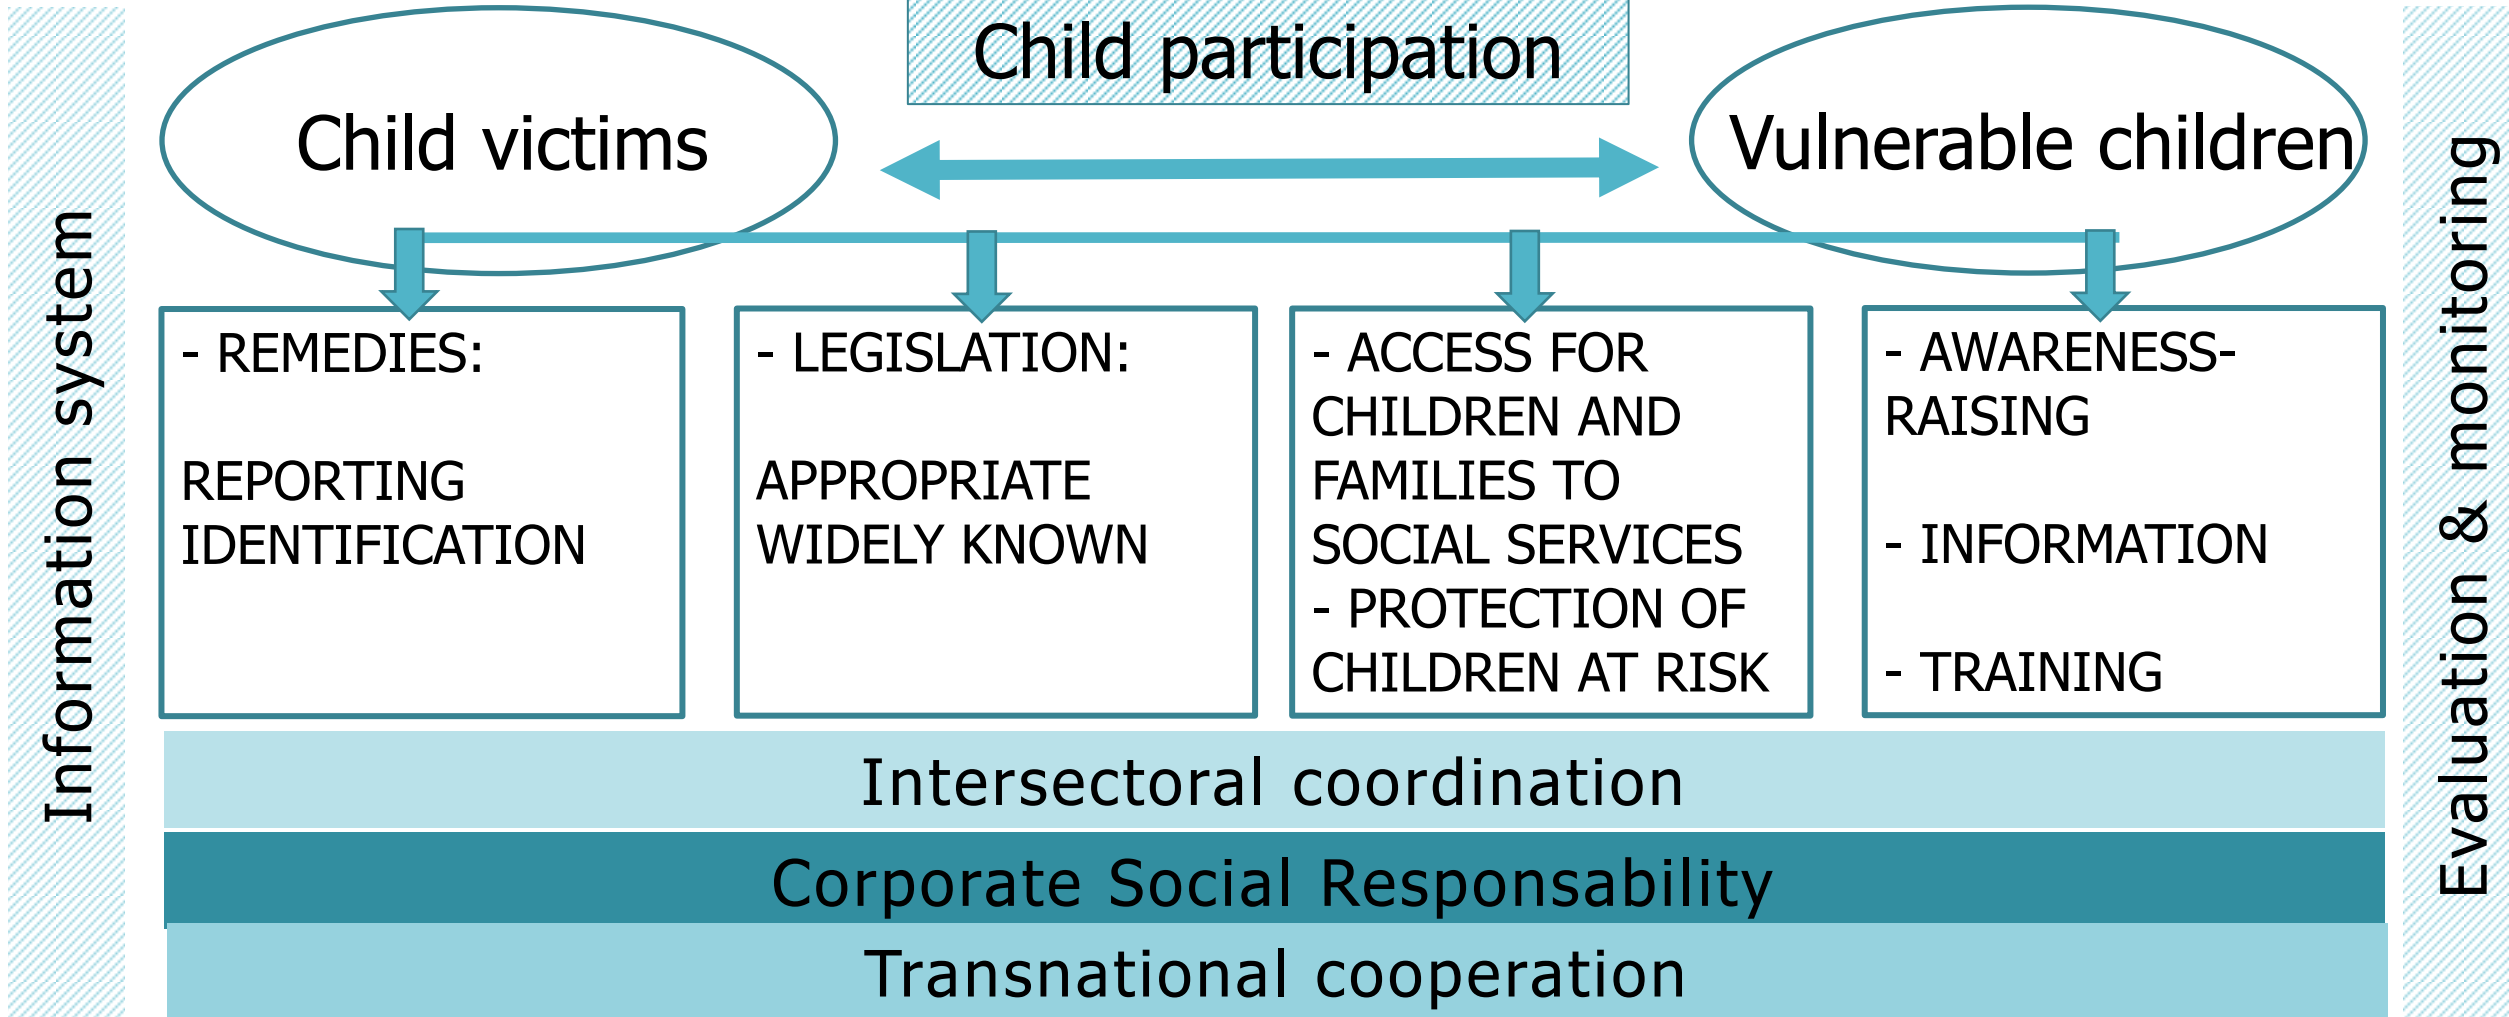 Child participation
Child victims
Vulnerable children
Information system
- REMEDIES:
REPORTING
IDENTIFICATION
- LEGISLATION:
APPROPRIATE
WIDELY KNOWN
- ACCESS FOR
CHILDREN AND
FAMILIES TO
SOCIAL SERVICES
- PROTECTION OF
CHILDREN AT RISK
- AWARENESS-
RAISING
- INFORMATION
- TRAINING
Evaluation & monitoring
Intersectoral coordination
Corporate Social Responsability
Transnational cooperation